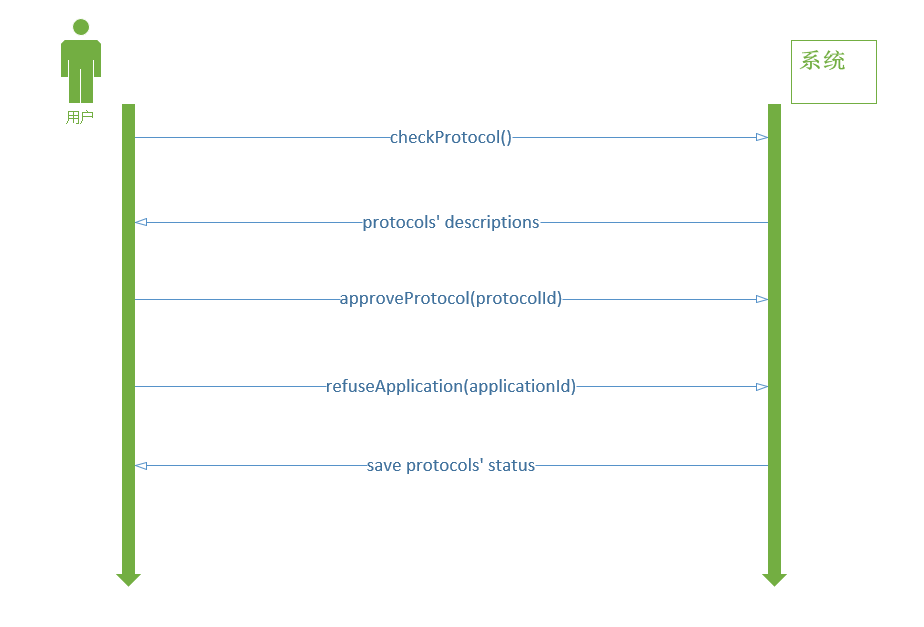 系统
用户
checkProtocol()
protocols' descriptions
approveProtocol(protocolId)
refuseApplication(applicationId)
save protocols' status